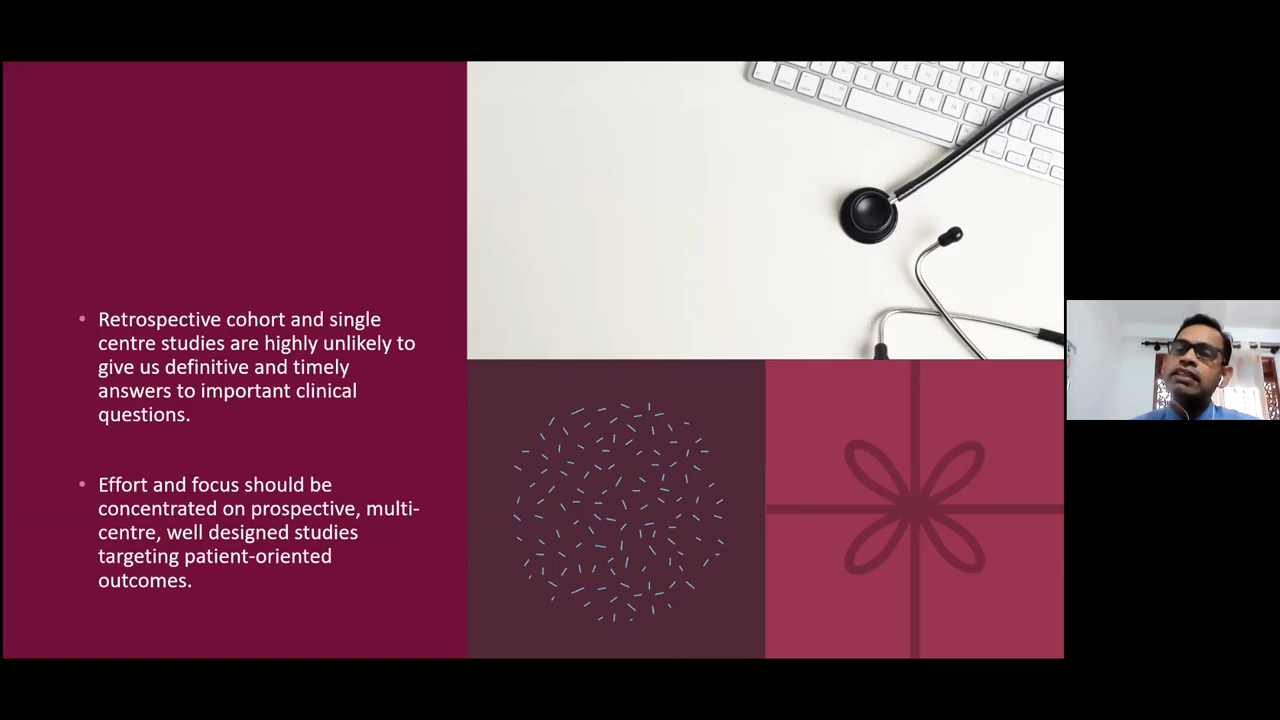 • Retrospective cohort and single
centre studies are highly unlikely to
give us definitive and timely
answers to important clinical
questions.
• Effort and focus should be
concentrated on prospective, multi-
centre, well designed studies
targeting patient-oriented
outcomes.